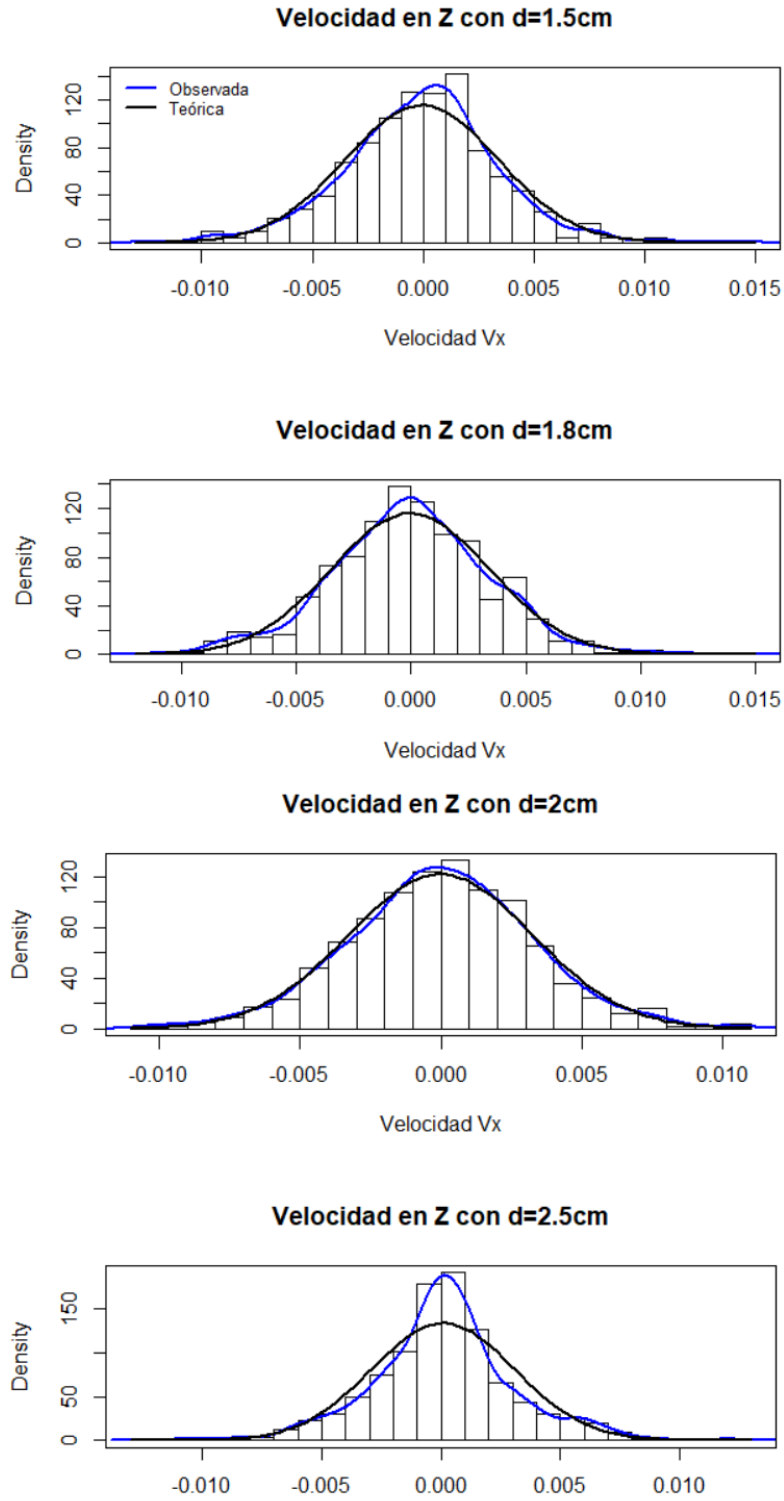 Velocidad en Z con d=1.5cm
Observada
Teórica
Density
0 40 80 120
-0.010 -0.005 0.000 0.005 0.010 0.015
Velocidad Vx
Velocidad en Z con d=1.8cm
Density
0 40 80 120
-0.010 -0.005 0.000 0.005 0.010 0.015
Velocidad Vx
Velocidad en Z con d=2cm
Density
0 40 80 120
-0.010 -0.005 0.000 0.005 0.010
Velocidad Vx
Velocidad en Z con d=2.5cm
Density
0 50 150
-0.010 -0.005 0.000 0.005 0.010